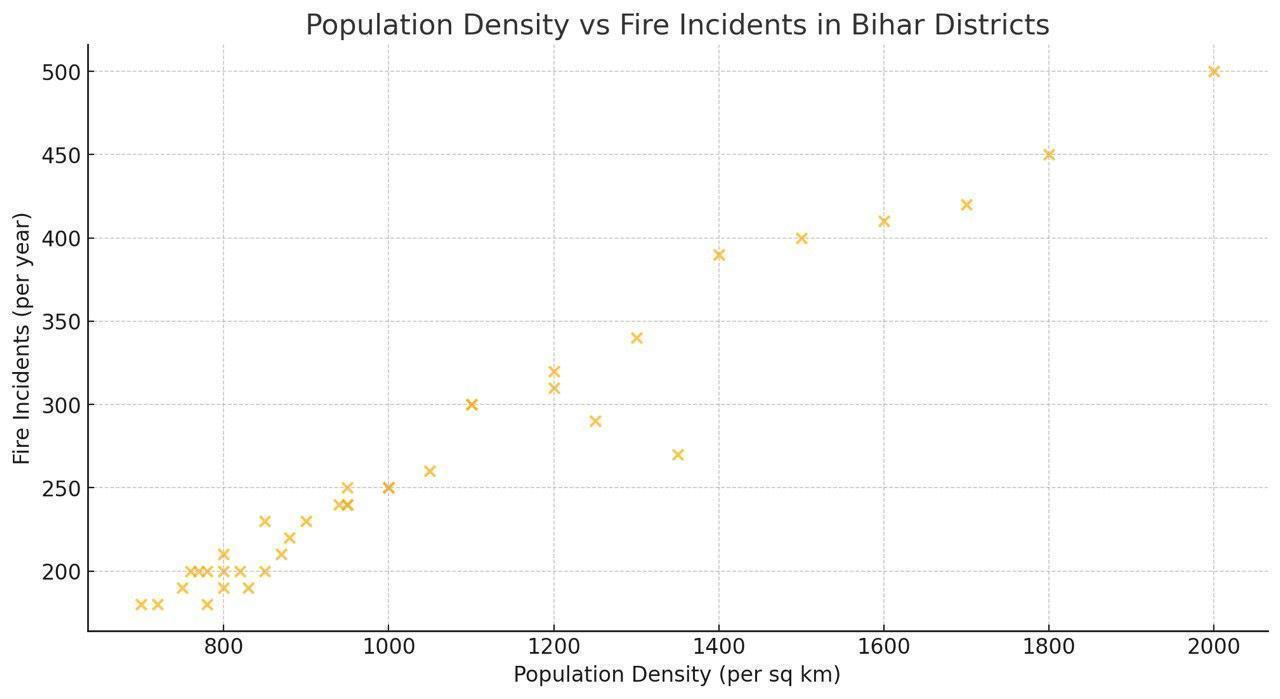 Population Density vs Fire Incidents in Bihar Districts
Fire Incidents (per year)
500
450
400
350
300
250
200
800 1000 1200 1400 1600 1800 2000
Population Density (per sq km)